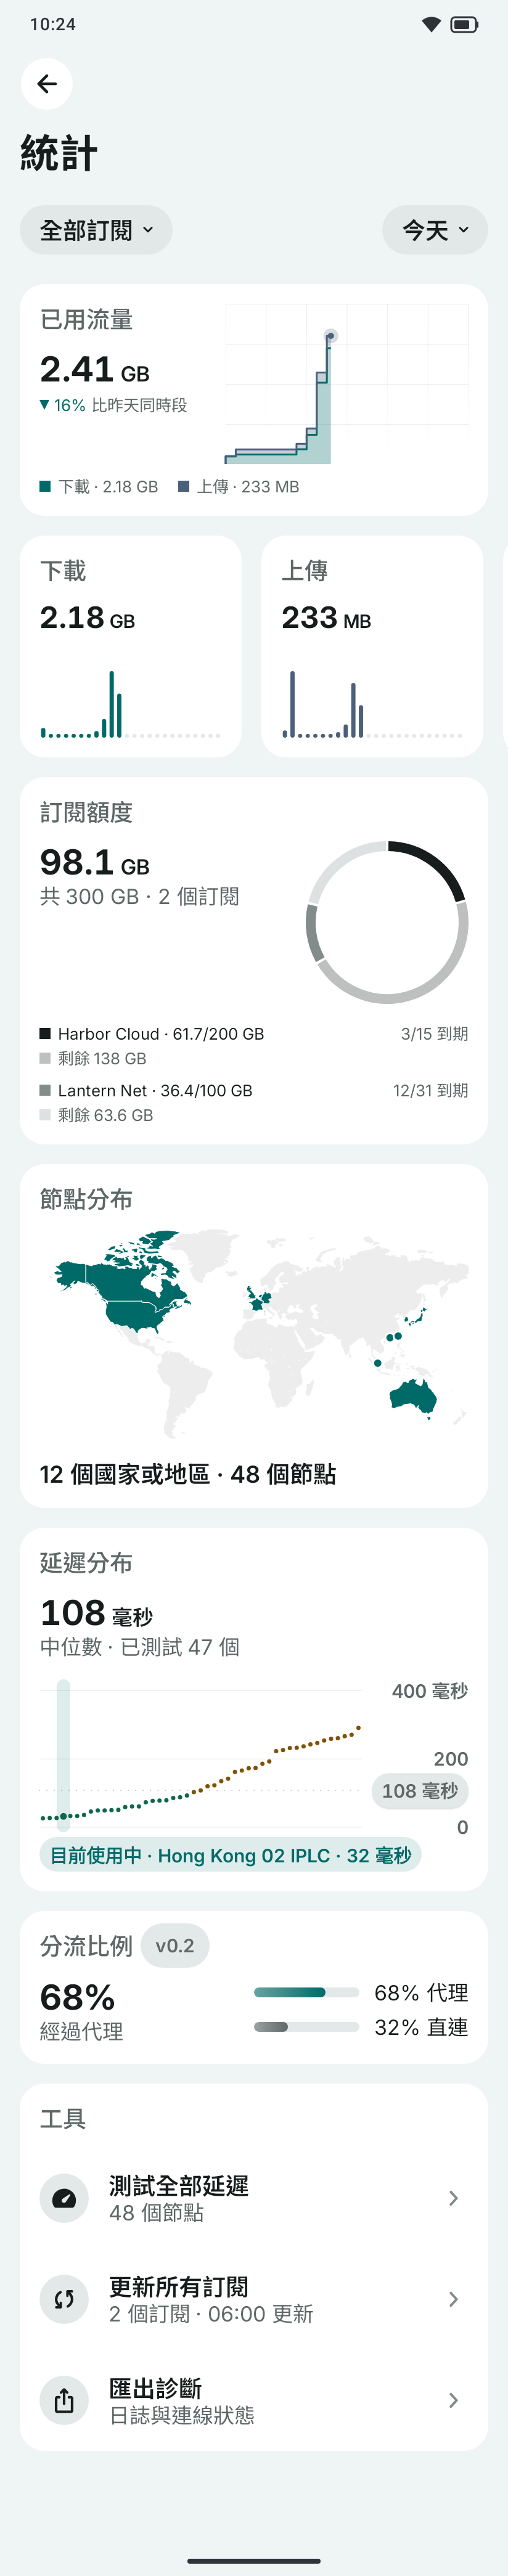 10:24
統計
全部訂閱
今天
已用流量
2.41 GB
▼ 16% 比昨天同時段
下載 · 2.18 GB
上傳 · 233 MB
下載
2.18 GB
上傳
233 MB
訂閱額度
98.1 GB
共 300 GB · 2 個訂閱
Harbor Cloud · 61.7/200 GB
3/15 到期
剩餘 138 GB
Lantern Net · 36.4/100 GB
12/31 到期
剩餘 63.6 GB
節點分布
12 個國家或地區 · 48 個節點
延遲分布
108 毫秒
中位數 · 已測試 47 個
400 毫秒
200
108 毫秒
0
目前使用中 · Hong Kong 02 IPLC · 32 毫秒
分流比例
v0.2
68%
經過代理
68% 代理
32% 直連
工具
測試全部延遲
48 個節點
更新所有訂閱
2 個訂閱 · 06:00 更新
匯出診斷
日誌與連線狀態